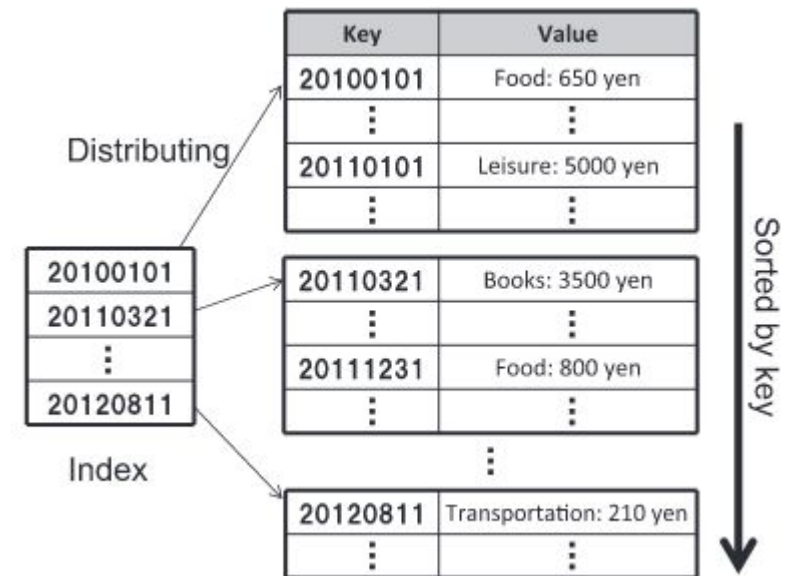 Key Value
20100101 Food: 650 yen
⋮ ⋮
Distributing
20110101 Leisure: 5000 yen
⋮ ⋮
20100101
20110321
⋮
20120811
Index
20110321 Books: 3500 yen
⋮ ⋮
20111231 Food: 800 yen
⋮ ⋮
⋮
20120811 Transportation: 210 yen
⋮ ⋮
Sorted by key